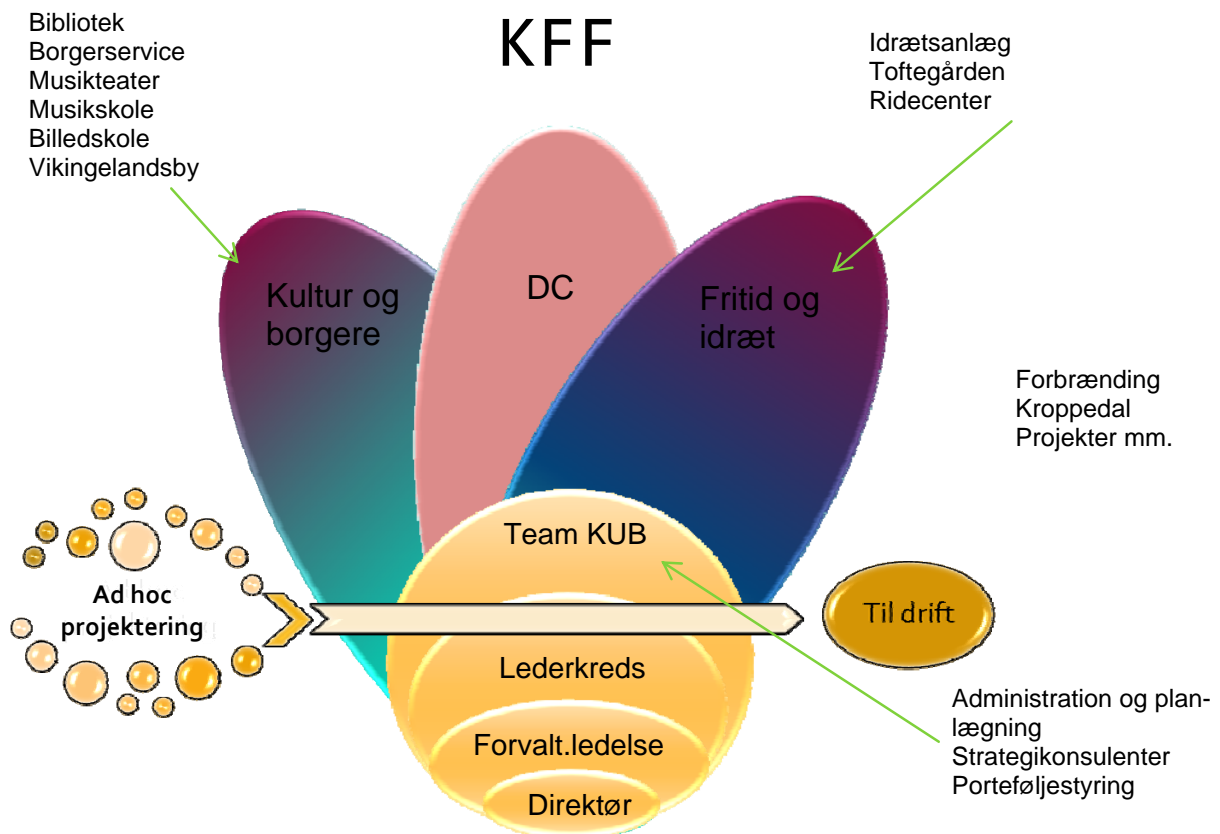 KFF
Bibliotek
Borgerservice
Musikteater
Musikskole
Billedskole
Vikingelandsby
Idrætsanlæg
Toftegården
Ridecenter
Kultur og
borgere
DC
Fritid og
idræt
Forbrænding
Kroppedal
Projekter mm.
Team KUB
Ad hoc
projektering
Til drift
Lederkreds
Forvalt.ledelse
Direktør
Administration og plan-
lægning
Strategikonsulenter
Porteføljestyring